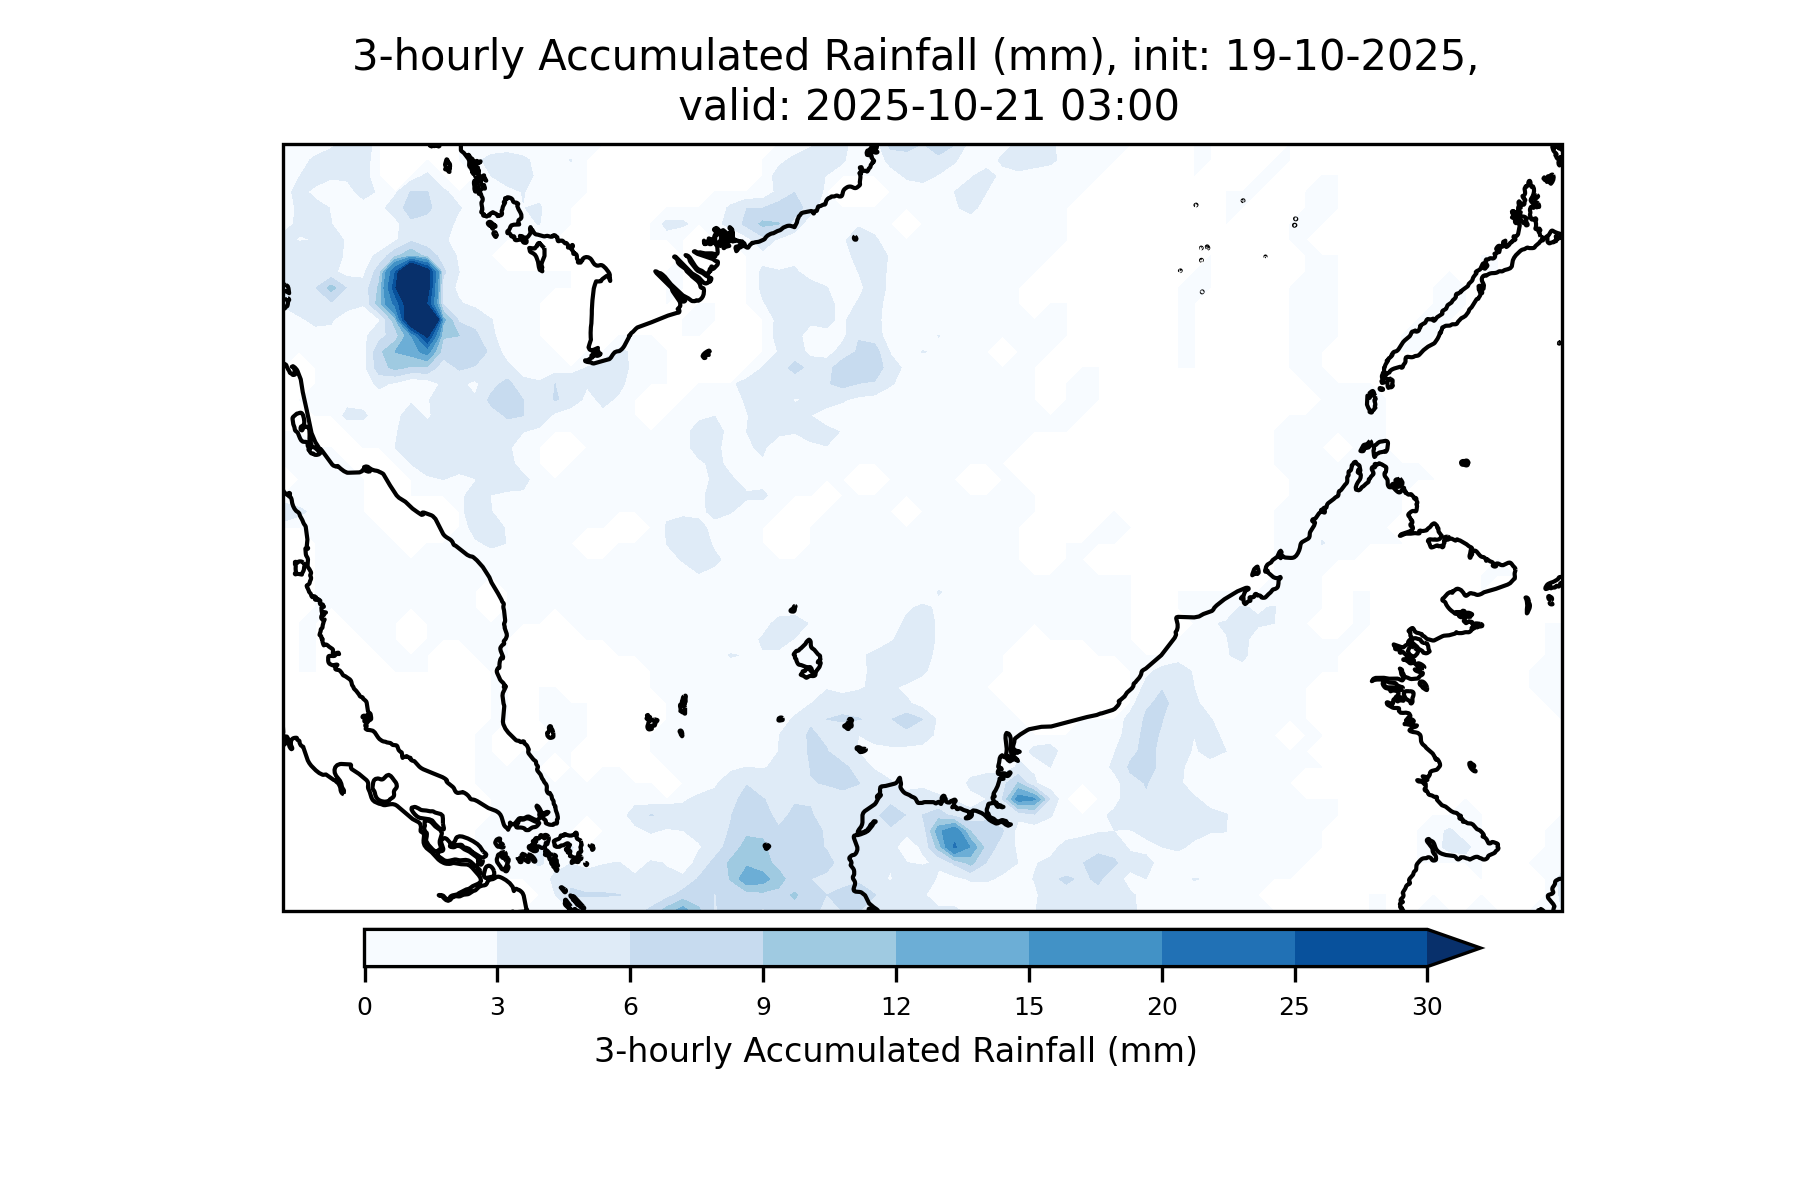 3-hourly Accumulated Rainfall (mm), init: 19-10-2025,
valid: 2025-10-21 03:00
0 3 6 9 12 15 20 25 30
3-hourly Accumulated Rainfall (mm)